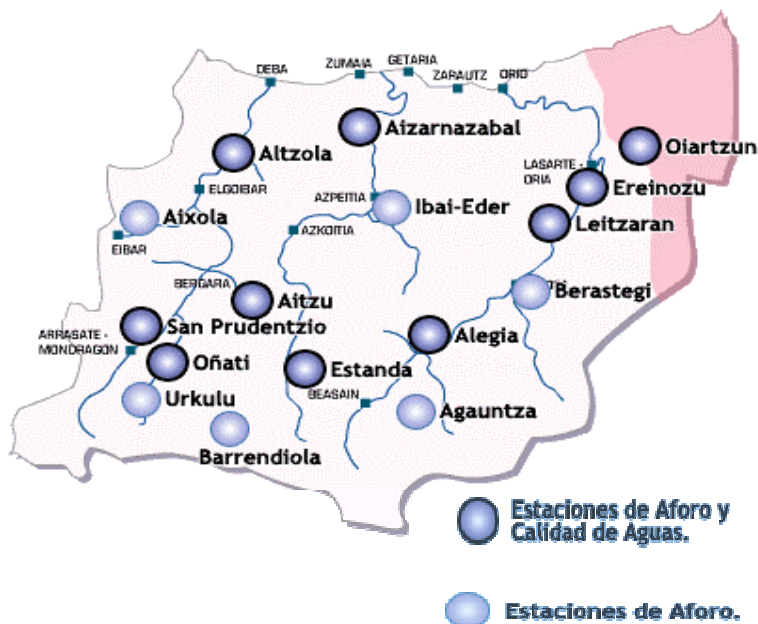 GETARIA
ZUMAIA
DEBA
ZARAUTZ
ORIO
Aizarnazabal
Altzola
Oiartzun
LASARTE -
ORIA
Ereinozu
ELGOIBAR
AZPEITIA
Ibai-Eder
Aixola
Leitzaran
AZKOITIA
EIBAR
BERGARA
Berastegi
Aitzu
San Prudentzio
ARRASATE -
MONDRAGON
Alegia
Oñati
Estanda
BEASAIN
Urkulu
Agauntza
Barrendiola
Estaciones de Aforo y
Calidad de Aguas.
Estaciones de Aforo.